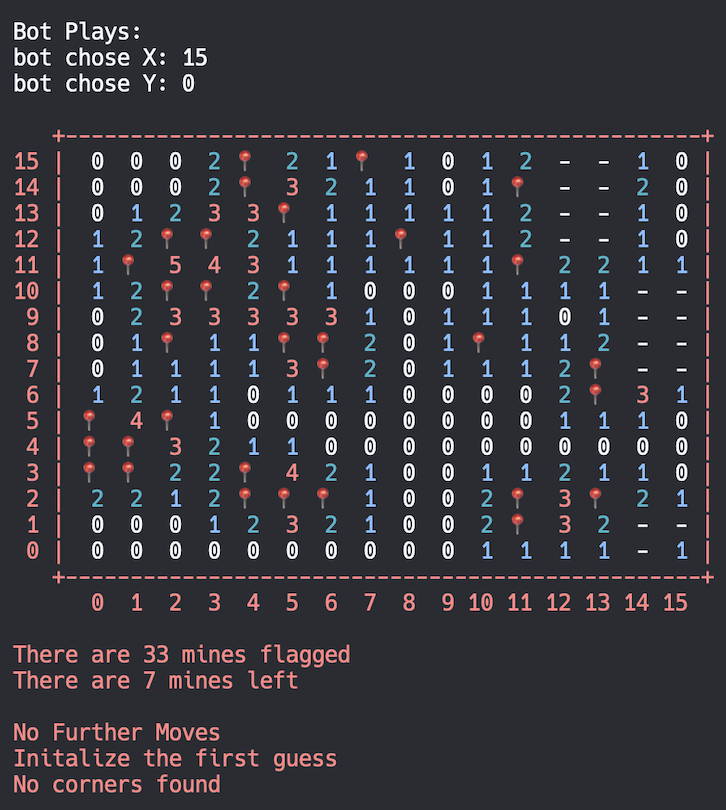 Bot Plays:
bot chose X: 15
bot chose Y: 0
+--------------------------------------------------+
15 | 0 0 0 2 📍 2 1 📍 1 0 1 2 - - 1 0 |
14 | 0 0 0 2 📍 3 2 1 1 0 1 📍 - - 2 0 |
13 | 0 1 2 3 3 📍 1 1 1 1 1 2 - - 1 0 |
12 | 1 2 📍 📍 2 1 1 1 📍 1 1 2 - - 1 0 |
11 | 1 📍 5 4 3 1 1 1 1 1 1 📍 2 2 1 1 |
10 | 1 2 📍 📍 2 📍 1 0 0 0 1 1 1 1 - - |
9 | 0 2 3 3 3 3 3 1 0 1 1 1 0 1 - - |
8 | 0 1 📍 1 1 📍 📍 2 0 1 📍 1 1 2 - - |
7 | 0 1 1 1 1 3 📍 2 0 1 1 1 2 📍 - - |
6 | 1 2 1 1 0 1 1 1 0 0 0 0 2 📍 3 1 |
5 | 📍 4 📍 1 0 0 0 0 0 0 0 0 1 1 1 0 |
4 | 📍 📍 3 2 1 1 0 0 0 0 0 0 0 0 0 0 |
3 | 📍 📍 2 2 📍 4 2 1 0 0 1 1 2 1 1 0 |
2 | 2 2 1 2 📍 📍 📍 1 0 0 2 📍 3 📍 2 1 |
1 | 0 0 0 1 2 3 2 1 0 0 2 📍 3 2 - - |
0 | 0 0 0 0 0 0 0 0 0 0 1 1 1 1 - 1 |
+--------------------------------------------------+
0 1 2 3 4 5 6 7 8 9 10 11 12 13 14 15
There are 33 mines flagged
There are 7 mines left
No Further Moves
Initalize the first guess
No corners found